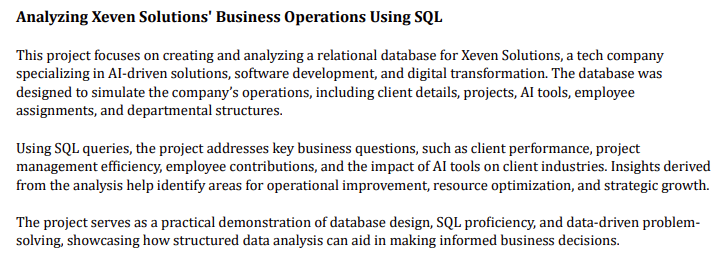 Analyzing Xeven Solutions' Business Operations Using SQL
This project focuses on creating and analyzing a relational database for Xeven Solutions, a tech company
specializing in AI-driven solutions, software development, and digital transformation. The database was
designed to simulate the company's operations, including client details, projects, AI tools, employee
assignments, and departmental structures.
Using SQL queries, the project addresses key business questions, such as client performance, project
management efficiency, employee contributions, and the impact of AI tools on client industries. Insights derived
from the analysis help identify areas for operational improvement, resource optimization, and strategic growth.
The project serves as a practical demonstration of database design, SQL proficiency, and data-driven problem-
solving, showcasing how structured data analysis can aid in making informed business decisions.